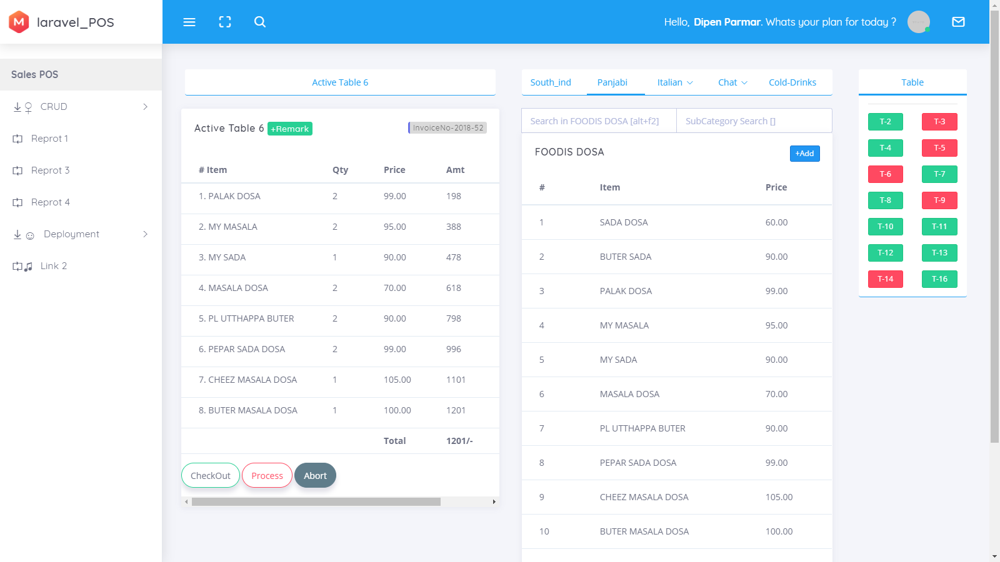 M laravel_POS
Hello, Dipen Parmar. Whats your plan for today ?
Sales POS
CRUD
Reprot 1
Reprot 3
Reprot 4
Deployment
Link 2
Active Table 6
Active Table 6 +Remark InvoiceNo-2018-52
# Item Qty Price Amt
1. PALAK DOSA 2 99.00 198
2. MY MASALA 2 95.00 388
3. MY SADA 1 90.00 478
4. MASALA DOSA 2 70.00 618
5. PL UTTHAPPA BUTER 2 90.00 798
6. PEPAR SADA DOSA 2 99.00 996
7. CHEEZ MASALA DOSA 1 105.00 1101
8. BUTER MASALA DOSA 1 100.00 1201
Total 1201/-
CheckOut Process Abort
South_ind Panjabi Italian Chat Cold-Drinks
Search in FOODIS DOSA [alt+f2] SubCategory Search []
FOODIS DOSA +Add
# Item Price
1 SADA DOSA 60.00
2 BUTER SADA 90.00
3 PALAK DOSA 99.00
4 MY MASALA 95.00
5 MY SADA 90.00
6 MASALA DOSA 70.00
7 PL UTTHAPPA BUTER 90.00
8 PEPAR SADA DOSA 99.00
9 CHEEZ MASALA DOSA 105.00
10 BUTER MASALA DOSA 100.00
Table
T-2 T-3
T-4 T-5
T-6 T-7
T-8 T-9
T-10 T-11
T-12 T-13
T-14 T-16